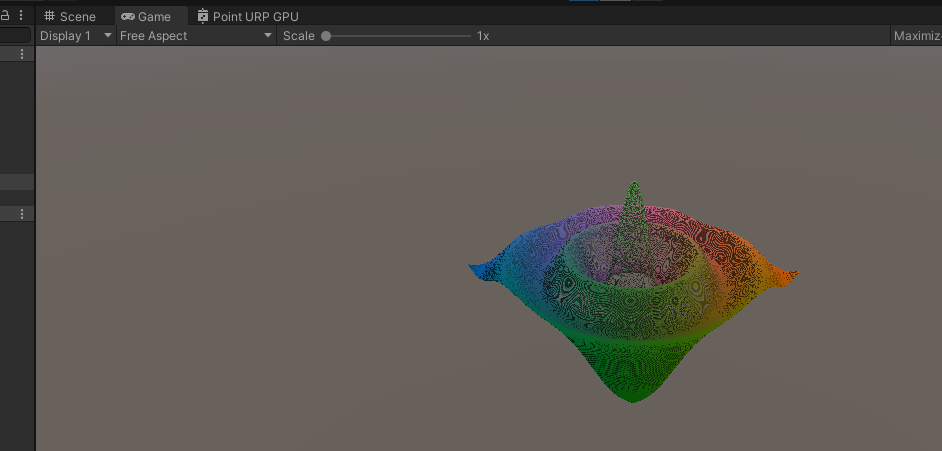 Scene Game Point URP GPU
Display 1 Free Aspect Scale 1x Maximiz